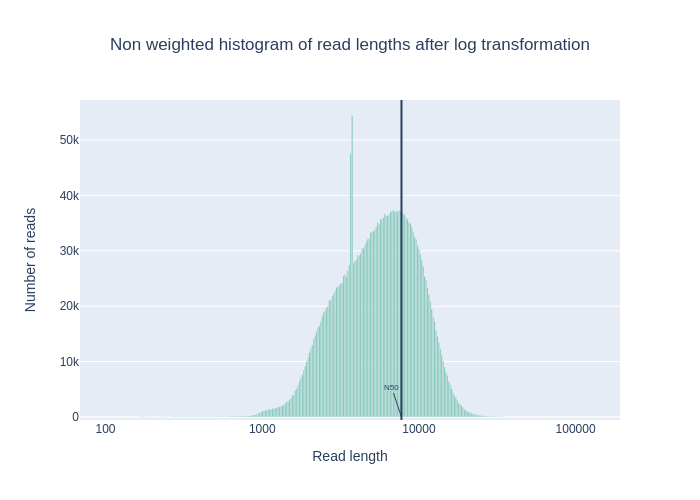 Non weighted histogram of read lengths after log transformation
50k
40k
30k
20k
10k
0
Number of reads
N50
100
1000
10000
100000
Read length